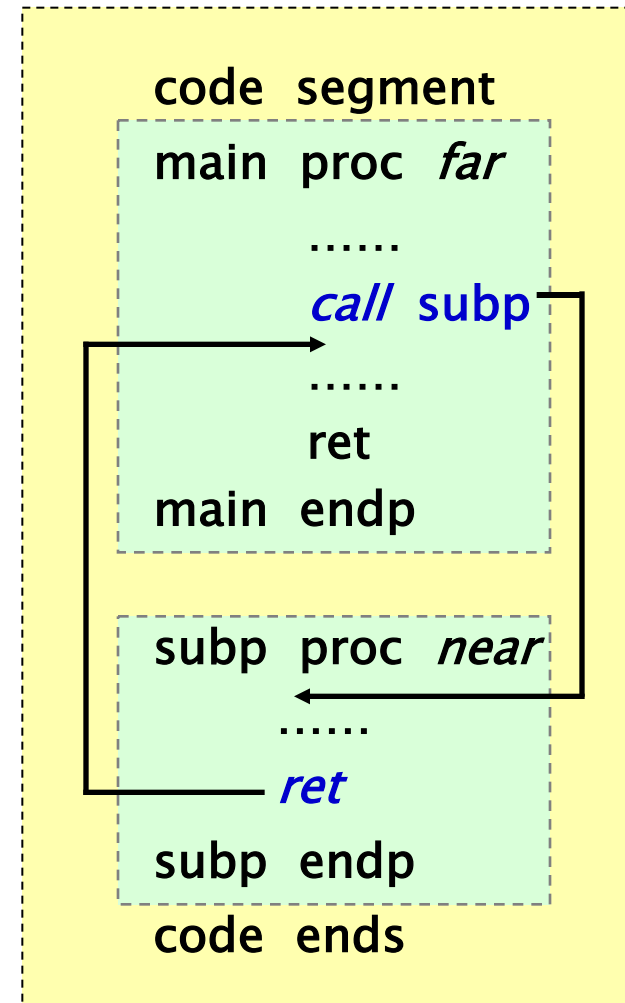 code segment
main proc far
......
call subp
......
ret
main endp
subp proc near
......
ret
subp endp
code ends